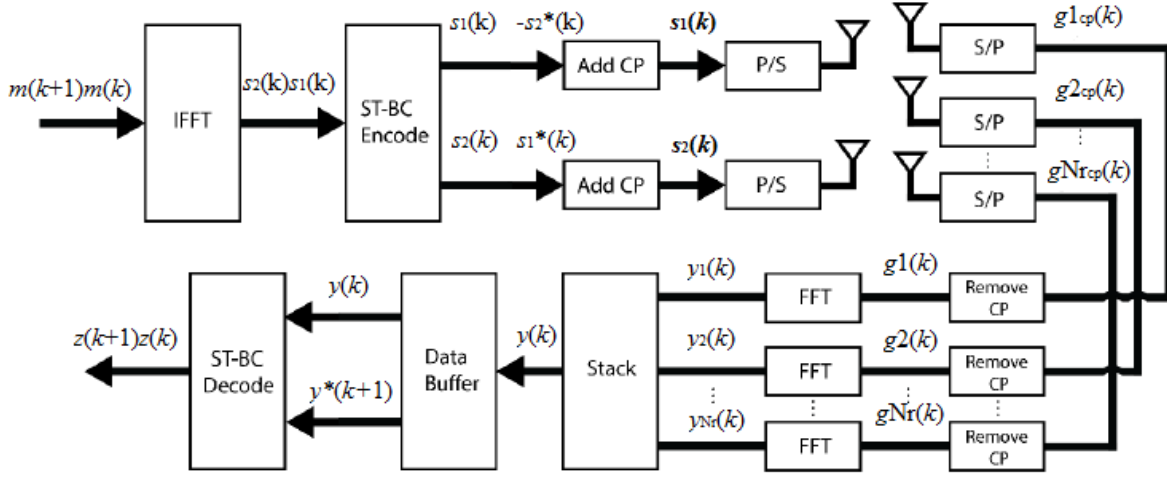 m(k+1)m(k)
IFFT
s2(k)s1(k)
ST-BC
Encode
s1(k) -s2*(k)
Add CP
s1(k)
P/S
s2(k) s1*(k)
Add CP
s2(k)
P/S
S/P
g1cp(k)
S/P
g2cp(k)
S/P
gNrcp(k)
z(k+1)z(k)
ST-BC
Decode
y(k)
y*(k+1)
Data
Buffer
y(k)
Stack
y1(k)
FFT
g1(k)
Remove
CP
y2(k)
FFT
g2(k)
Remove
CP
yNr(k)
FFT
gNr(k)
Remove
CP